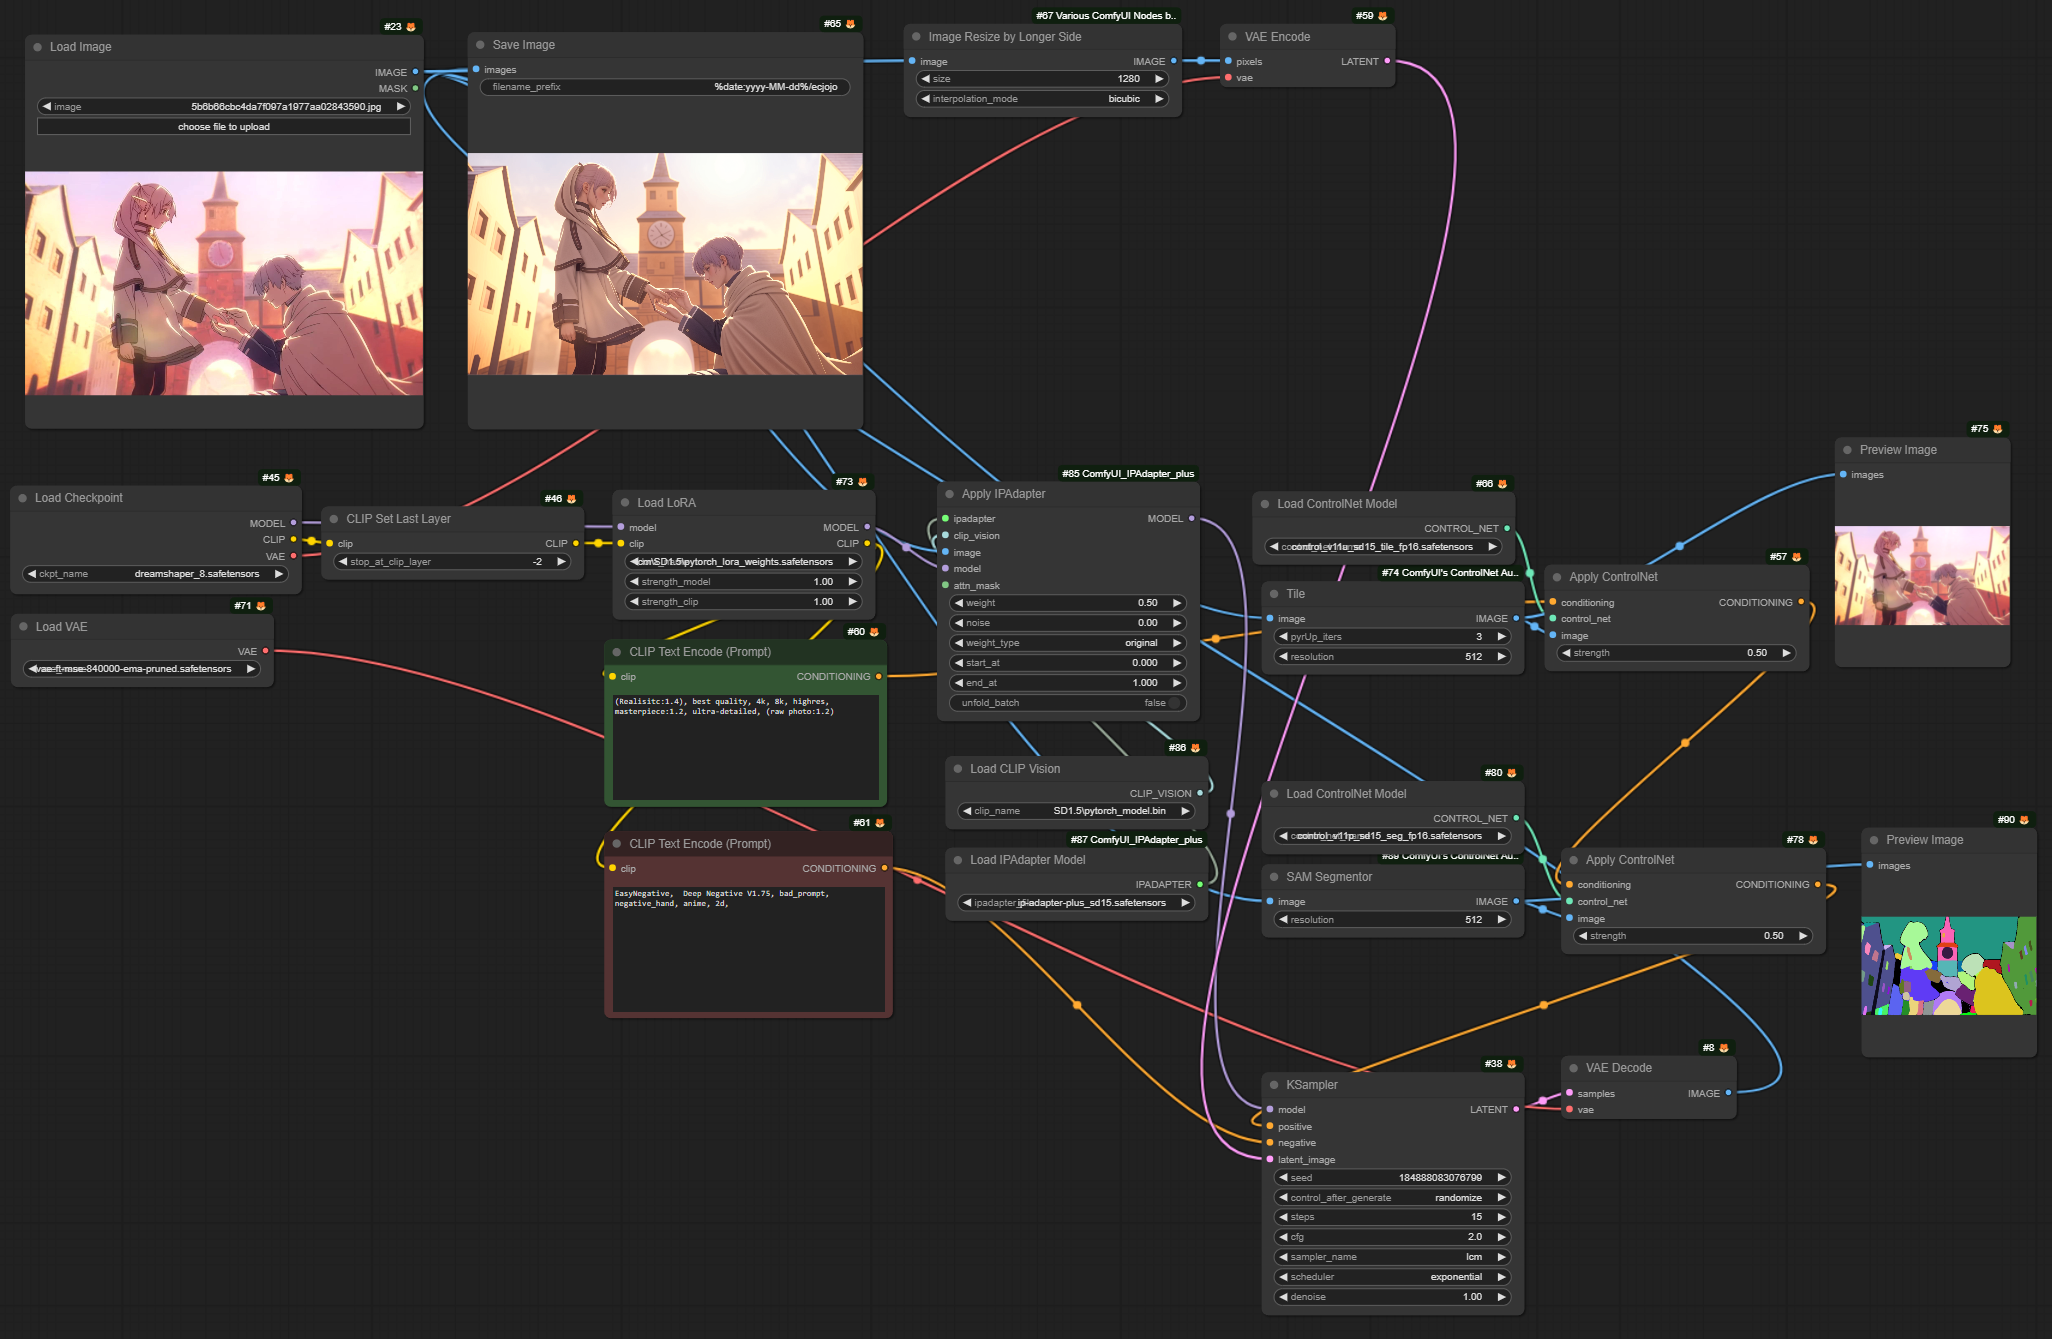 #23
Load Image
IMAGE
MASK
image 5b6b66cbc4da7f097a1977aa02843590.jpg
choose file to upload
#65
Save Image
images
filename_prefix %date:yyyy-MM-dd%/ecjojo
#67 Various ComfyUI Nodes b..
Image Resize by Longer Side
image IMAGE
size 1280
interpolation_mode bicubic
#59
VAE Encode
pixels LATENT
vae
#45
Load Checkpoint
MODEL
CLIP
VAE
ckpt_name dreamshaper_8.safetensors
#46
CLIP Set Last Layer
clip CLIP
stop_at_clip_layer -2
#73
Load LoRA
model MODEL
clip CLIP
SD1.5\pytorch_lora_weights.safetensors
strength_model 1.00
strength_clip 1.00
#71
Load VAE
VAE
vae-ft-mse-840000-ema-pruned.safetensors
#60
CLIP Text Encode (Prompt)
clip CONDITIONING
(Realisitc:1.4), best quality, 4k, 8k, highres,
masterpiece:1.2, ultra-detailed, (raw photo:1.2)
#61
CLIP Text Encode (Prompt)
clip CONDITIONING
EasyNegative, Deep Negative V1.75, bad_prompt,
negative_hand, anime, 2d,
#85 ComfyUI_IPAdapter_plus
Apply IPAdapter
ipadapter MODEL
clip_vision
image
model
attn_mask
weight 0.50
noise 0.00
weight_type original
start_at 0.000
end_at 1.000
unfold_batch false
#86
Load CLIP Vision
CLIP_VISION
clip_name SD1.5\pytorch_model.bin
#87 ComfyUI_IPAdapter_plus
Load IPAdapter Model
IPADAPTER
ipadapter ip-adapter-plus_sd15.safetensors
#66
Load ControlNet Model
CONTROL_NET
control_v11u_sd15_tile_fp16.safetensors
#74 ComfyUI's ControlNet Au..
Tile
image IMAGE
pyrUp_iters 3
resolution 512
#57
Apply ControlNet
conditioning CONDITIONING
control_net
image
strength 0.50
#75
Preview Image
images
#80
Load ControlNet Model
CONTROL_NET
control_v11p_sd15_seg_fp16.safetensors
#89 ComfyUI's ControlNet Au..
SAM Segmentor
image IMAGE
resolution 512
#78
Apply ControlNet
conditioning CONDITIONING
control_net
image
strength 0.50
#90
Preview Image
images
#38
KSampler
model LATENT
positive
negative
latent_image
seed 184888083076799
control_after_generate randomize
steps 15
cfg 2.0
sampler_name lcm
scheduler exponential
denoise 1.00
#8
VAE Decode
samples IMAGE
vae